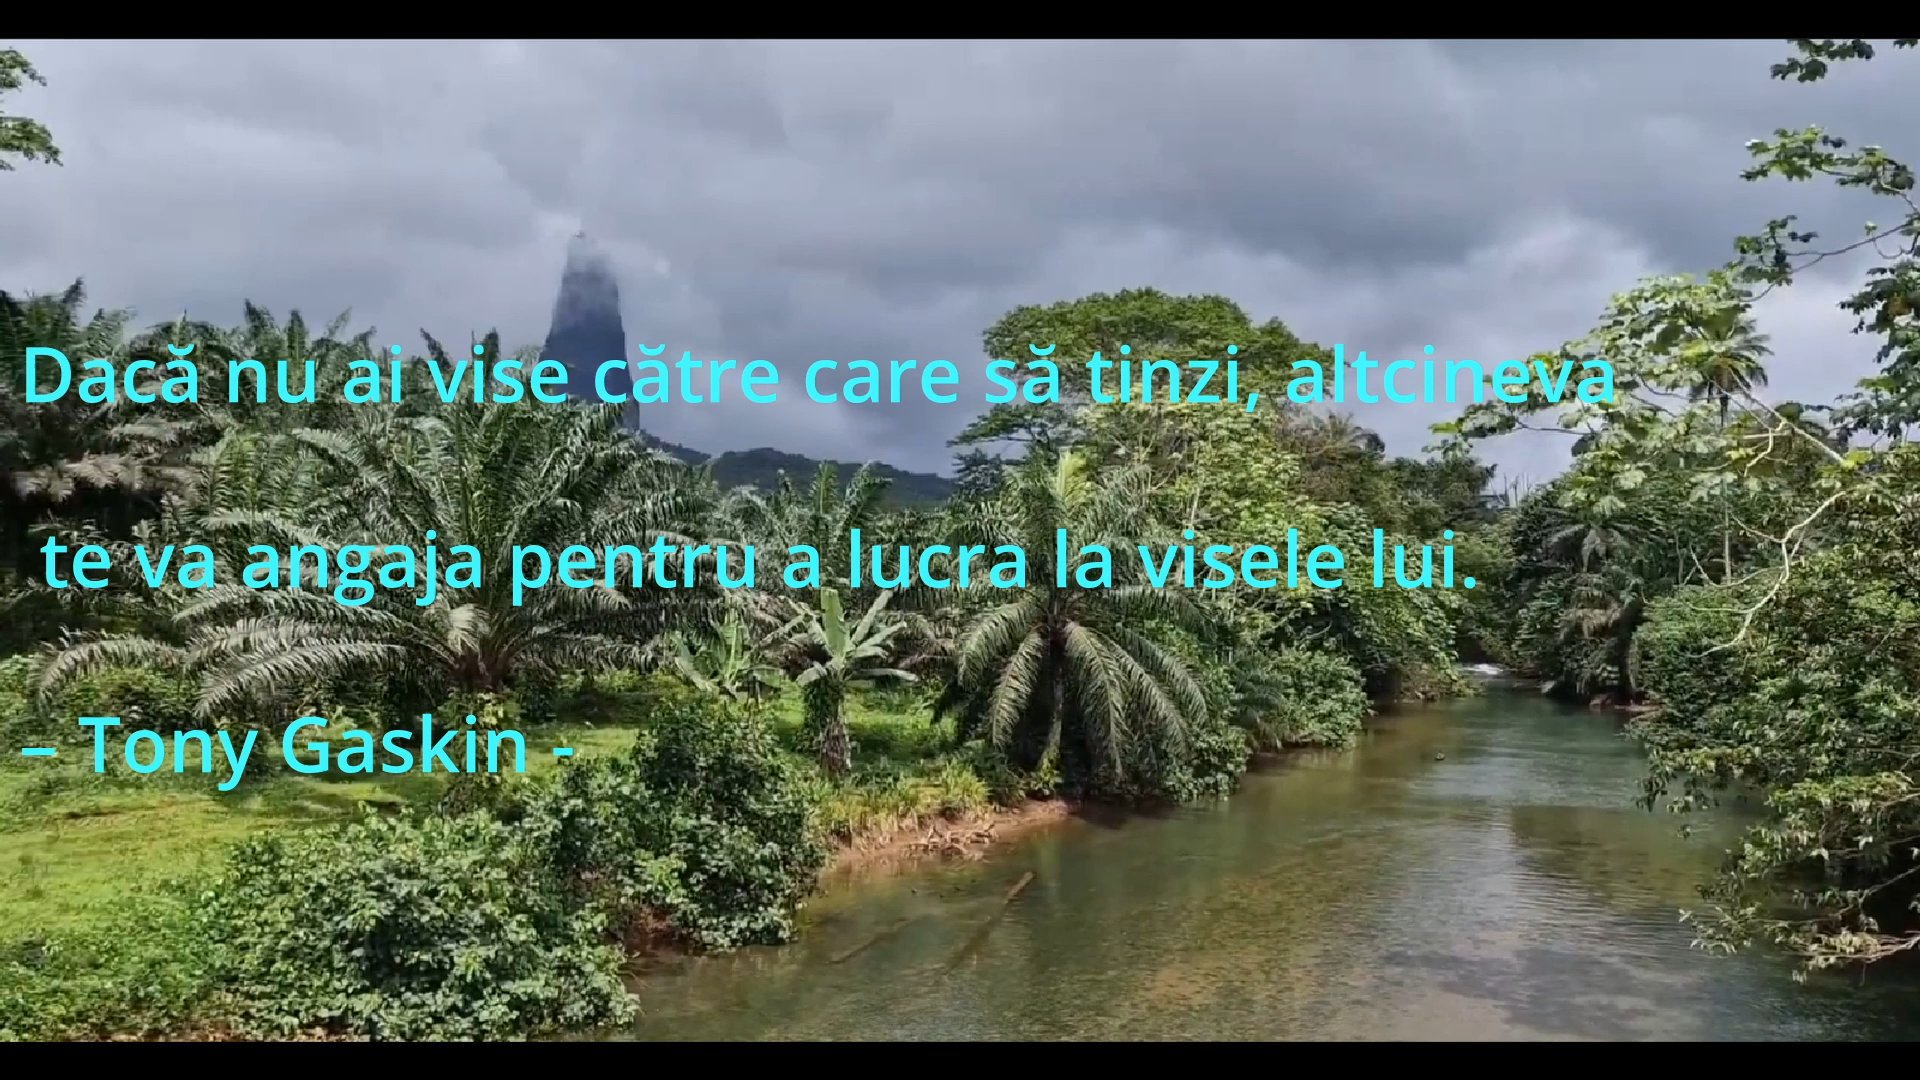 Dacă nu ai vise către care să tinzi, altcineva
te va angaja pentru a lucra la visele lui.
– Tony Gaskin -